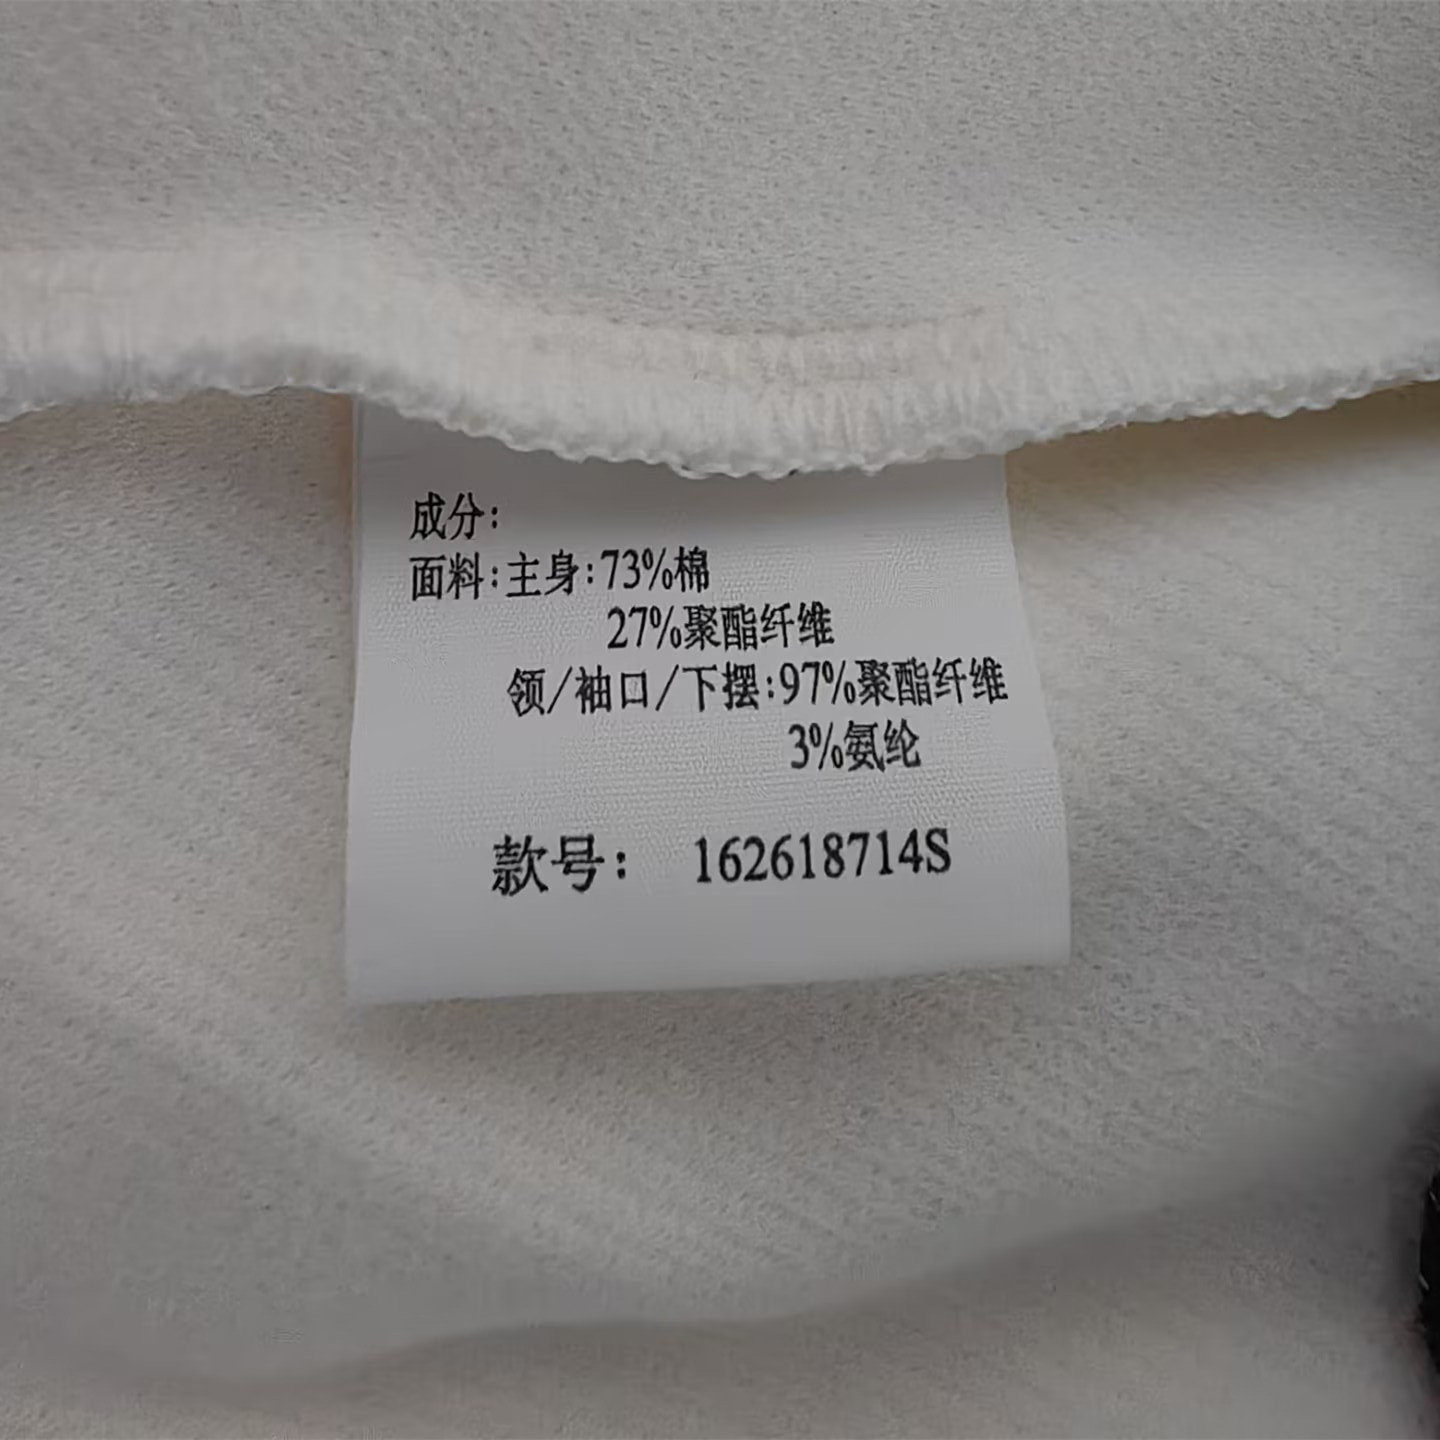 成分:
面料:主身:73%棉
27%聚酯纤维
领/袖口/下摆:97%聚酯纤维
3%氨纶
款号: 162618714S